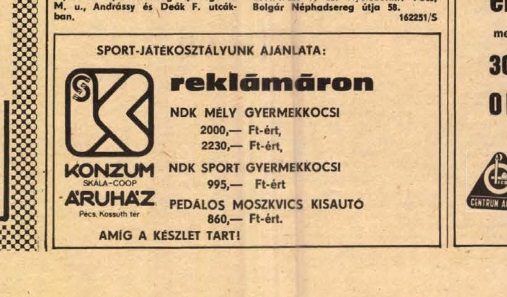 M. u., Andrássy és Deák F. utcák-
ban.
Bolgár Néphadsereg útja 58.
162251/S
SPORT-JÁTÉKOSZTÁLYUNK AJÁNLATA:
reklámáron
NDK MÉLY GYERMEKKOCSI
2000,— Ft-ért,
2230,— Ft-ért,
NDK SPORT GYERMEKKOCSI
995,— Ft-ért
PEDÁLOS MOSZKVICS KISAUTÓ
860,— Ft-ért.
KONZUM
SKÁLA-COOP
ÁRUHÁZ
Pécs, Kossuth tér
AMÍG A KÉSZLET TART!
CENTRUM